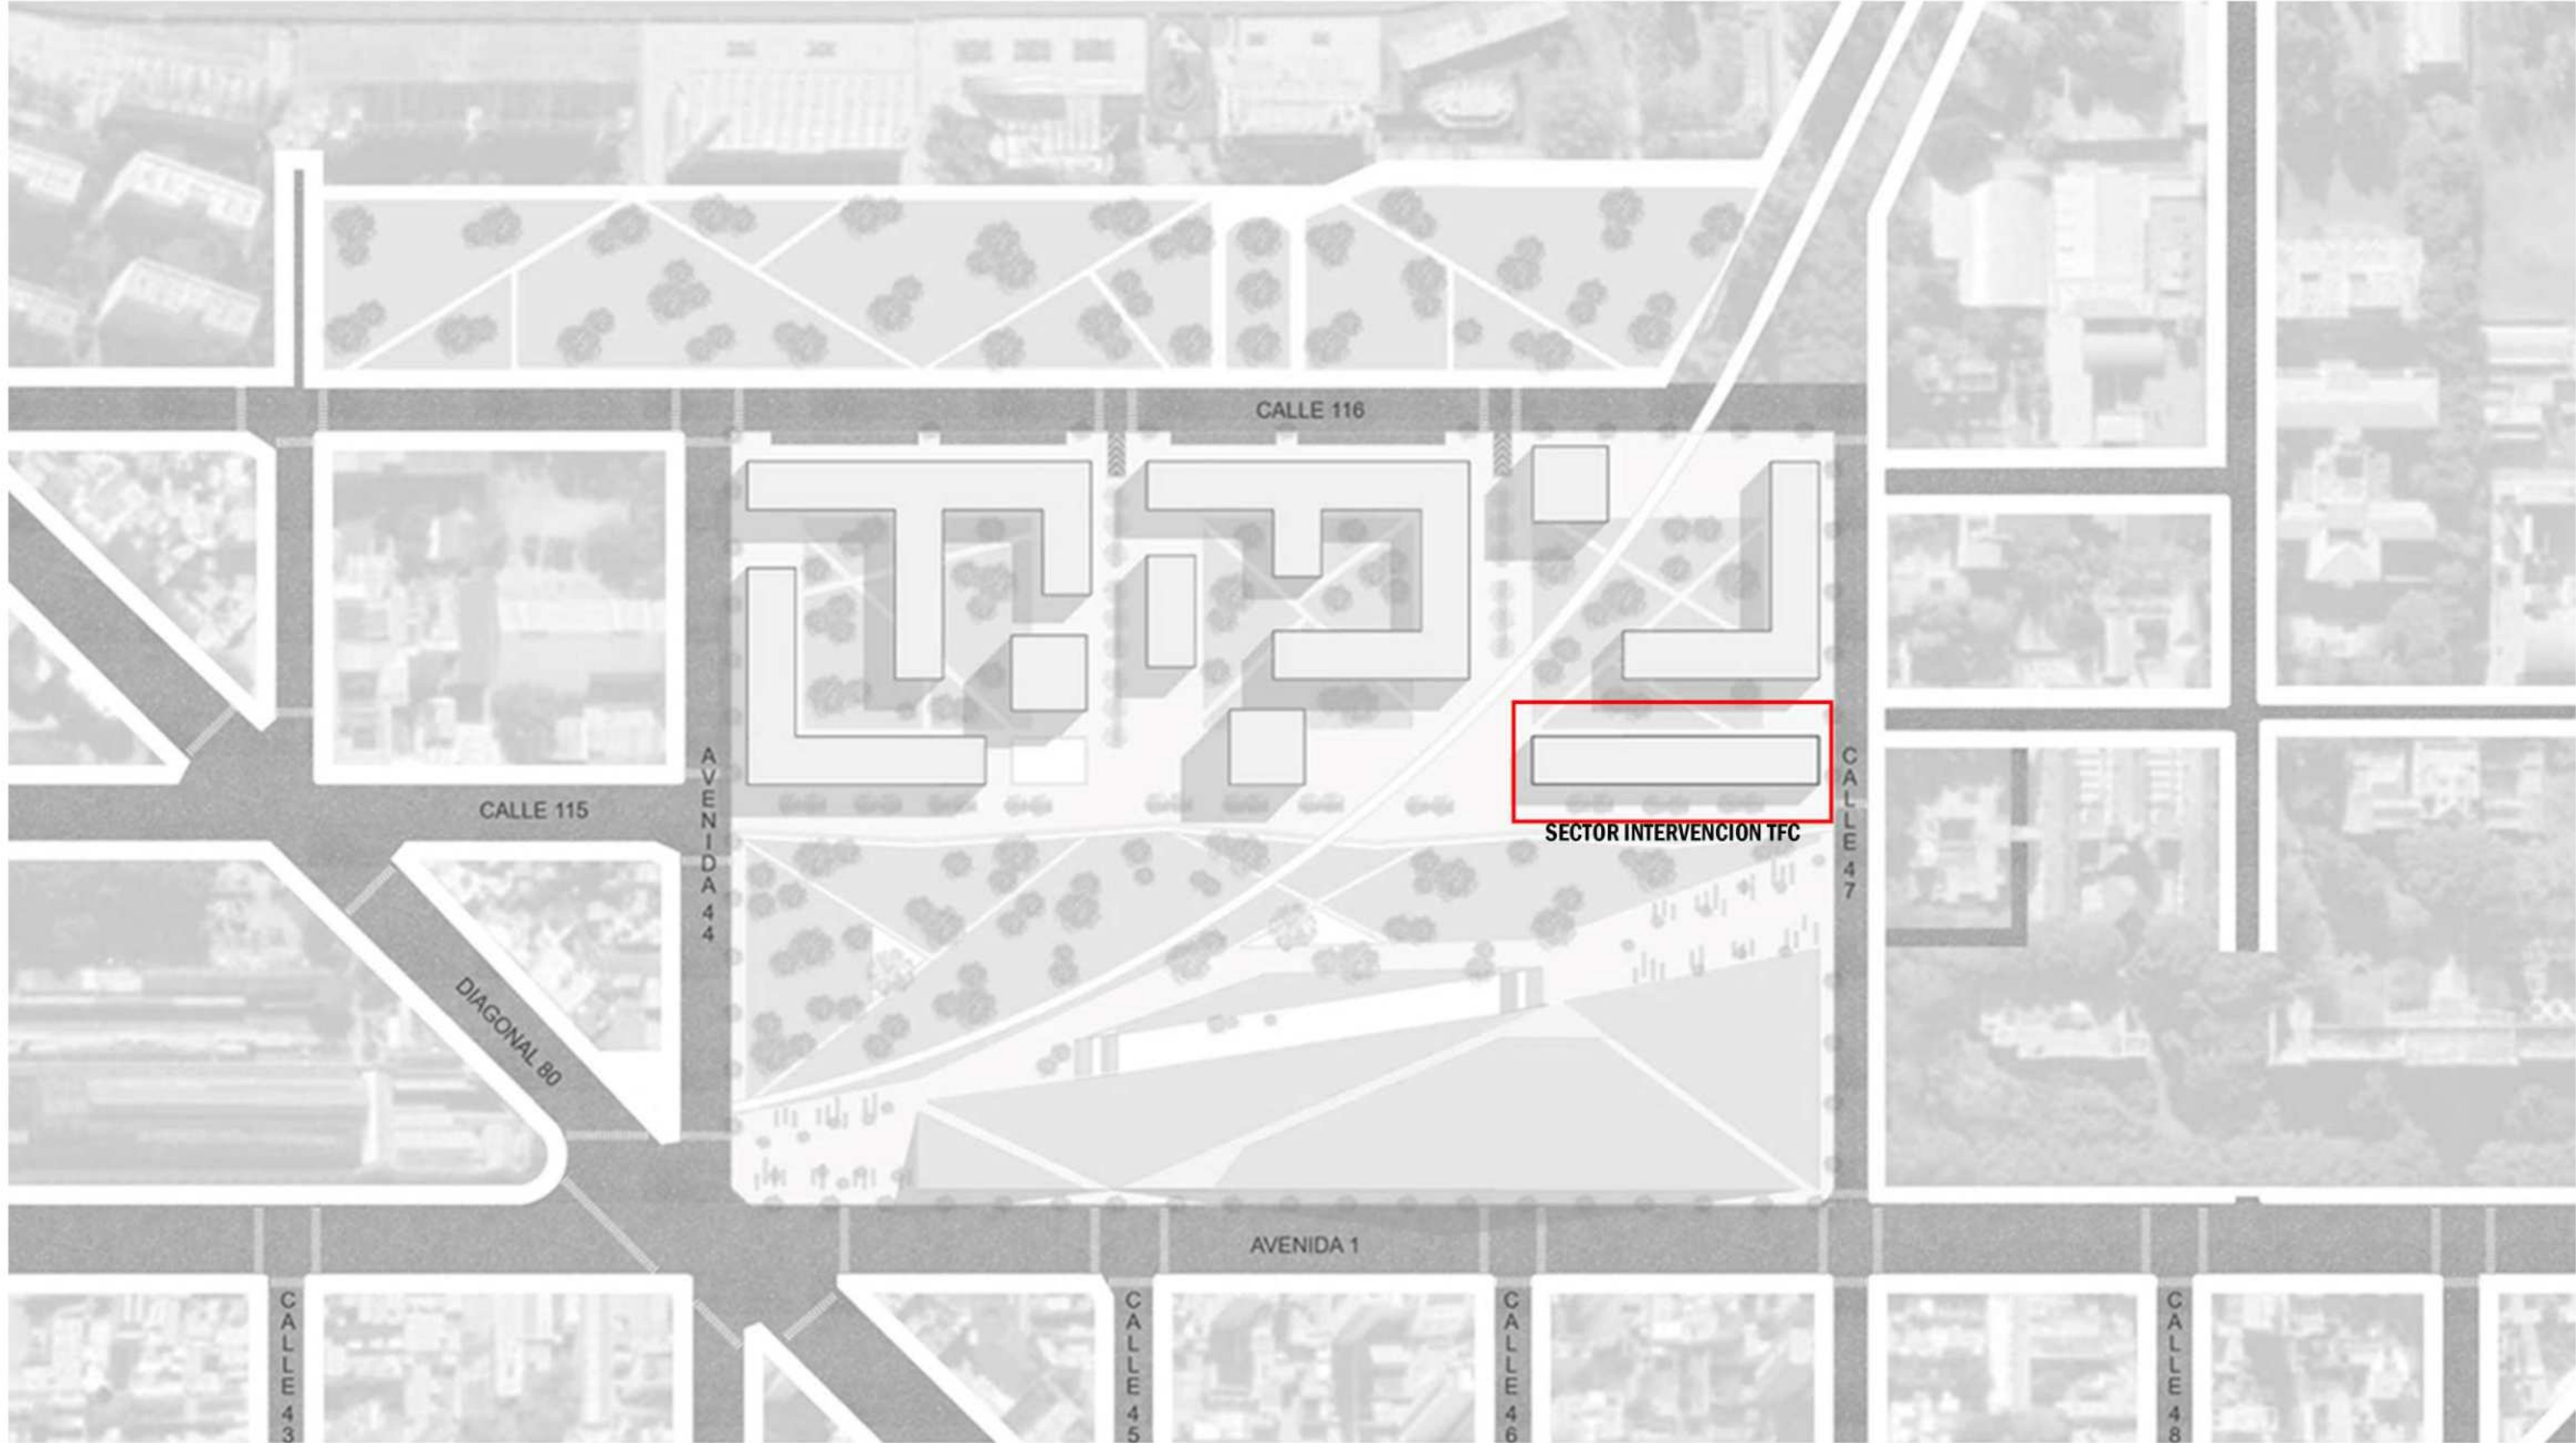 CALLE 116
AVENIDA 44
CALLE 47
CALLE 115
SECTOR INTERVENCION TFC
DIAGONAL 80
AVENIDA 1
CALLE 43
CALLE 45
CALLE 46
CALLE 48